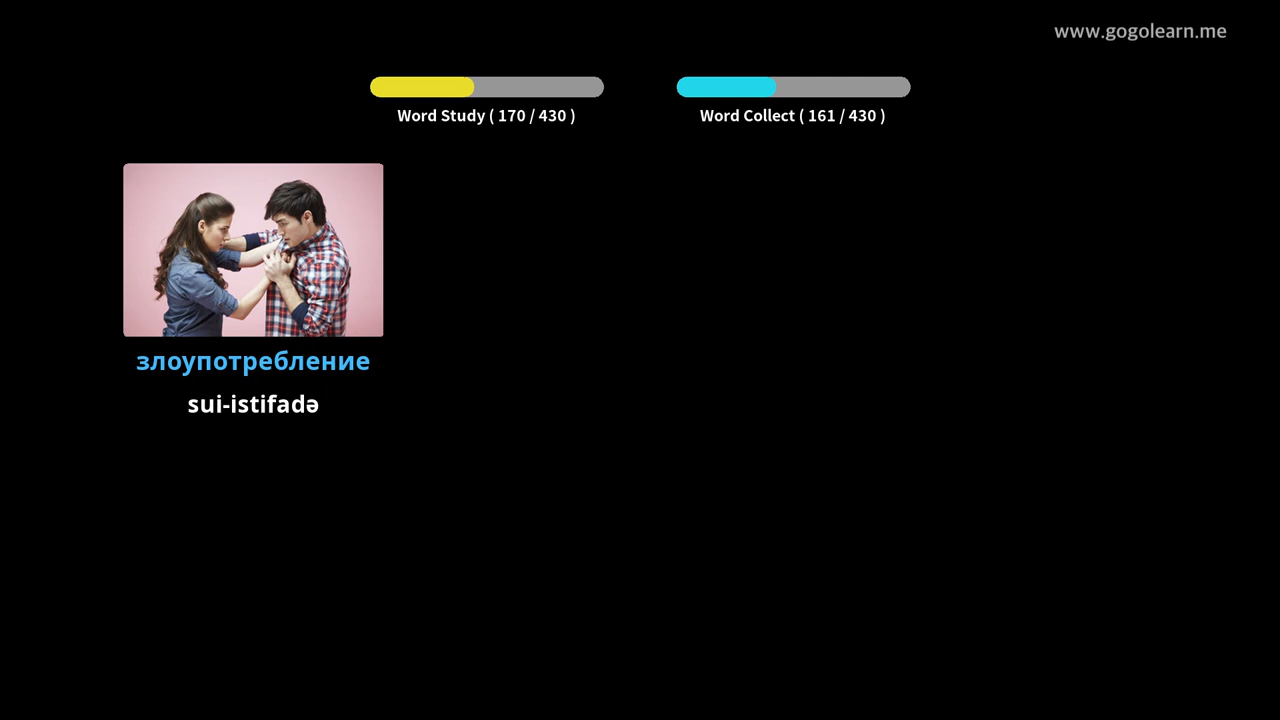 www.gogolearn.me
Word Study ( 170 / 430 )
Word Collect ( 161 / 430 )
злоупотребление
sui-istifadə